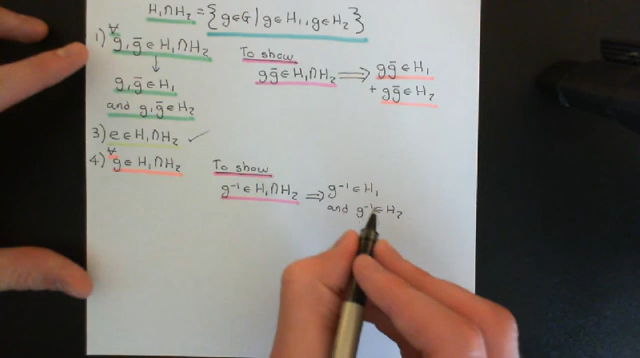 H₁∩H₂ = {g∈G | g∈H₁, g∈H₂}
1) ∀ g, ḡ ∈ H₁∩H₂
↓
g, ḡ ∈ H₁
and g, ḡ ∈ H₂
To show
gḡ ∈ H₁∩H₂ ⟹ gḡ ∈ H₁
+ gḡ ∈ H₂
3) e ∈ H₁∩H₂ ✓
4) ∀ g ∈ H₁∩H₂
To show
g⁻¹ ∈ H₁∩H₂ ⇒ g⁻¹ ∈ H₁
and g⁻¹ ∈ H₂